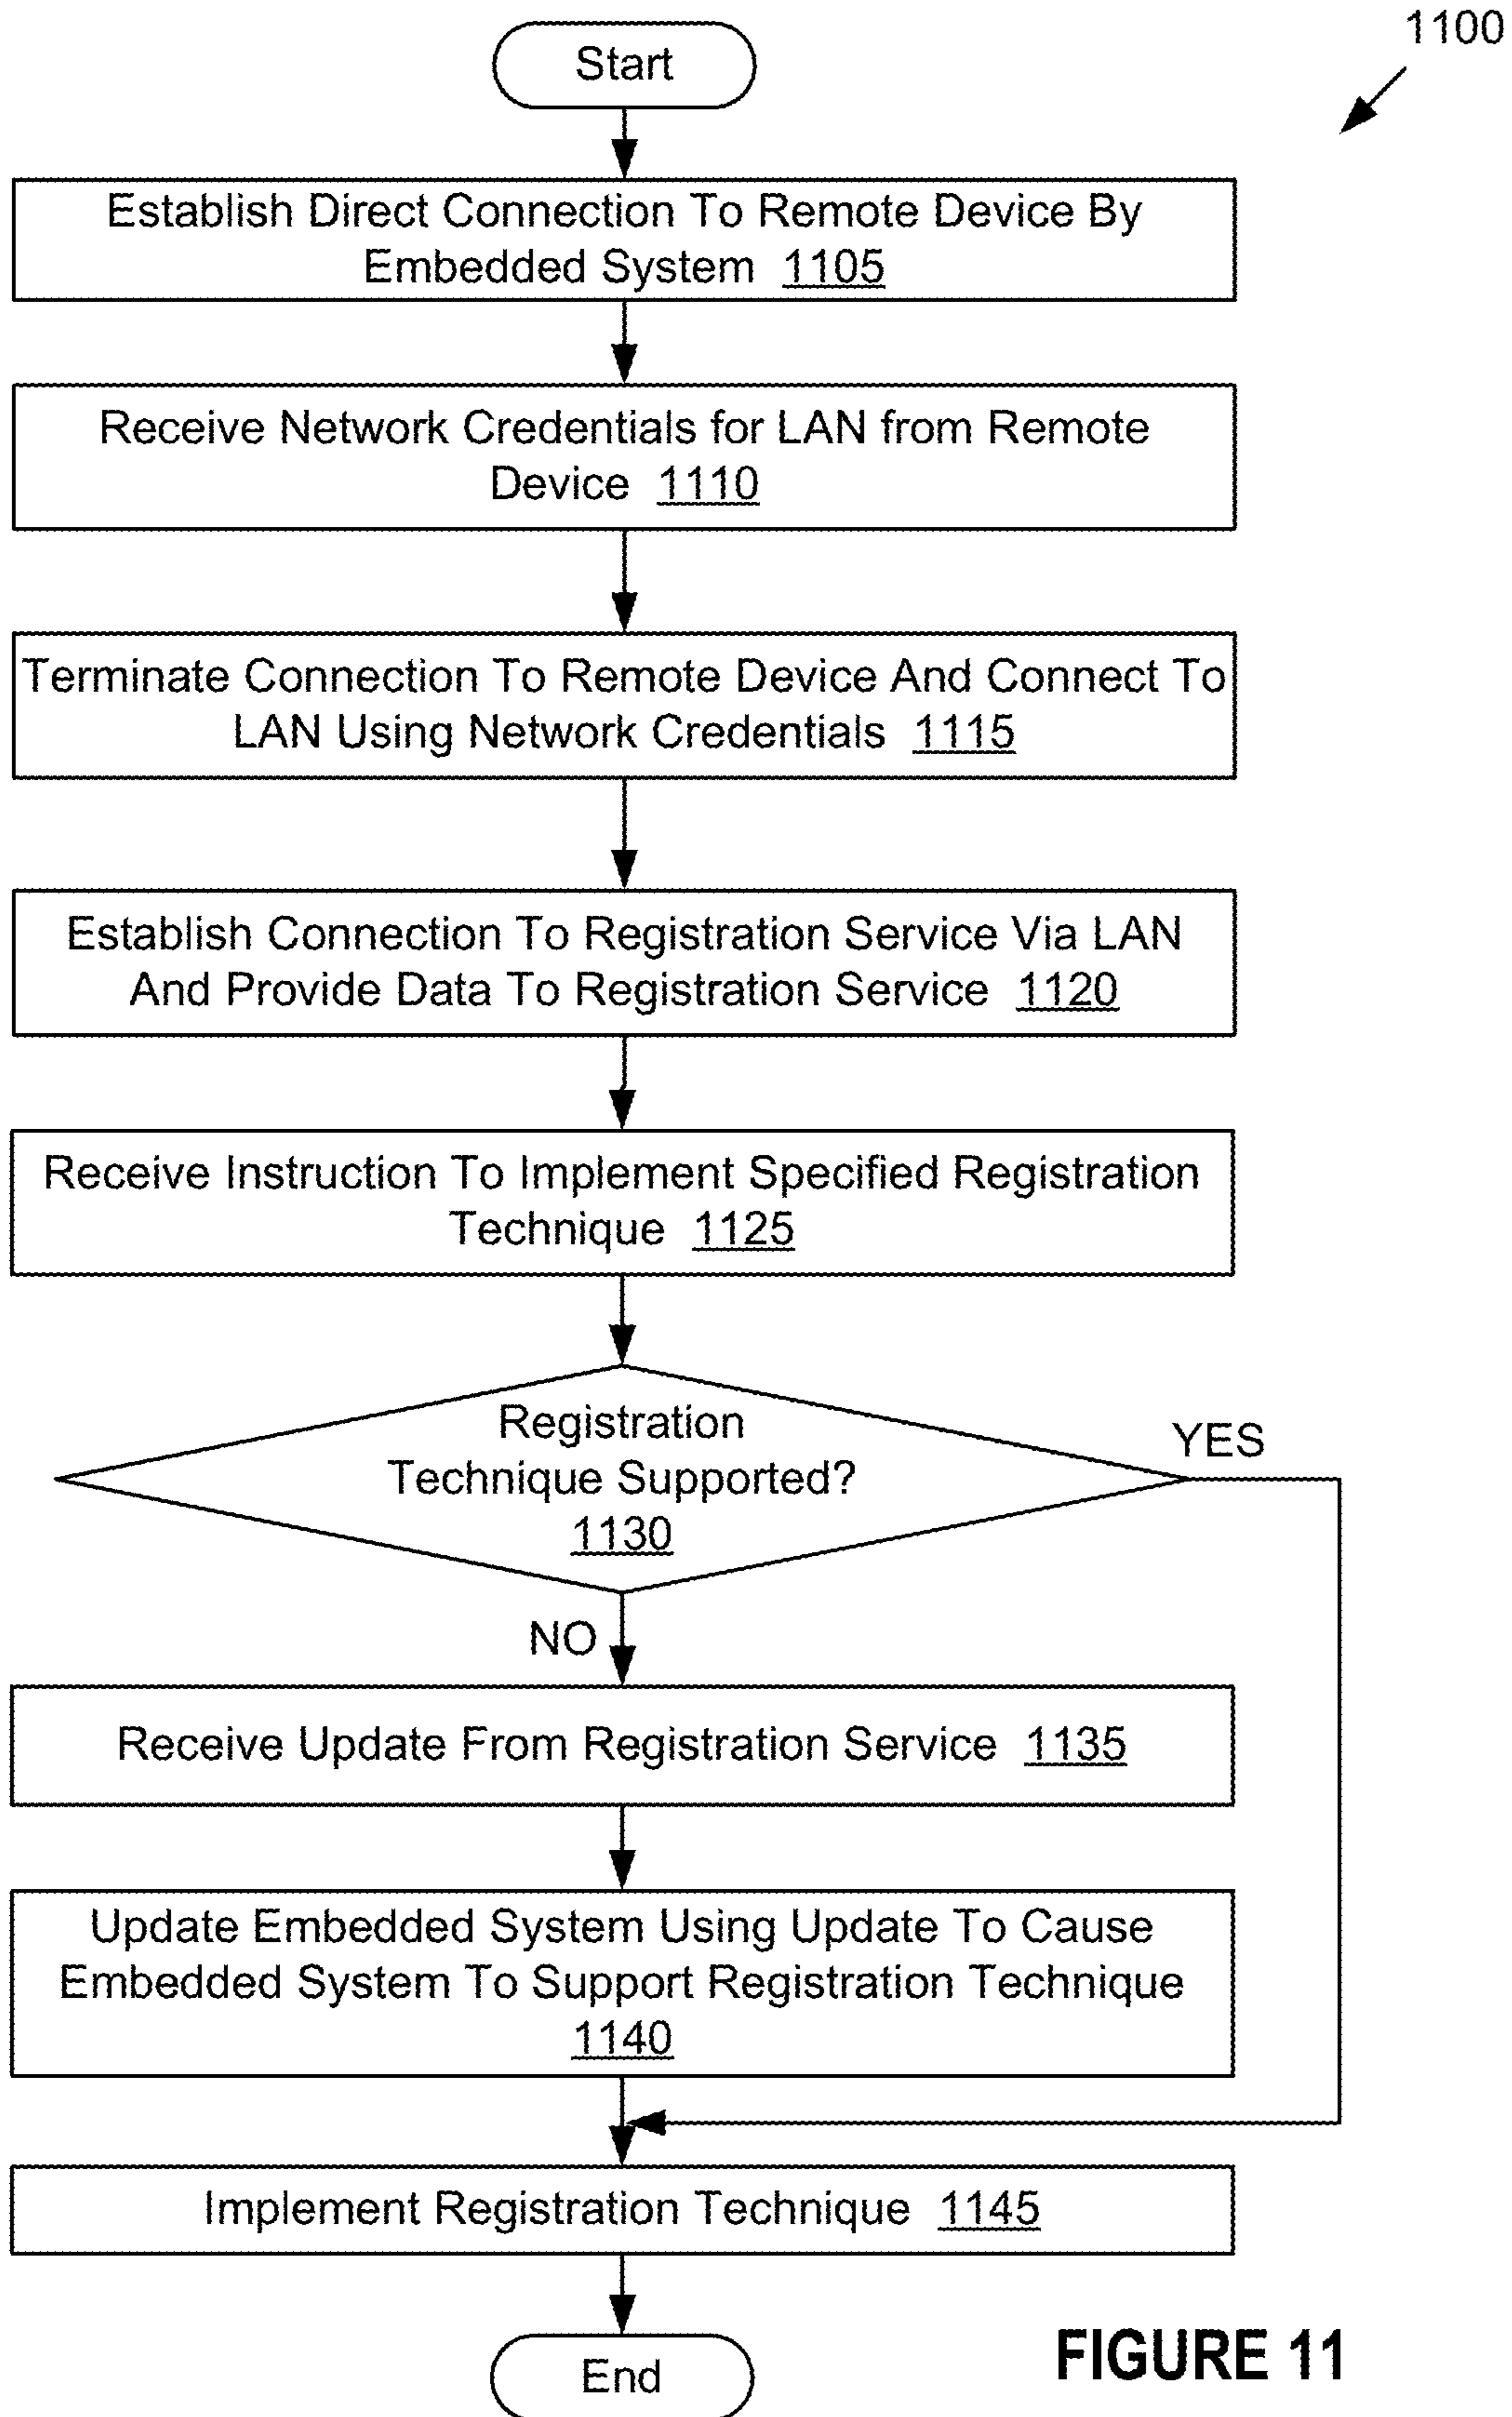 1100
Start
Establish Direct Connection To Remote Device By
Embedded System 1105
Receive Network Credentials for LAN from Remote
Device 1110
Terminate Connection To Remote Device And Connect To
LAN Using Network Credentials 1115
Establish Connection To Registration Service Via LAN
And Provide Data To Registration Service 1120
Receive Instruction To Implement Specified Registration
Technique 1125
Registration
Technique Supported?
1130
YES
NO
Receive Update From Registration Service 1135
Update Embedded System Using Update To Cause
Embedded System To Support Registration Technique
1140
Implement Registration Technique 1145
End
FIGURE 11